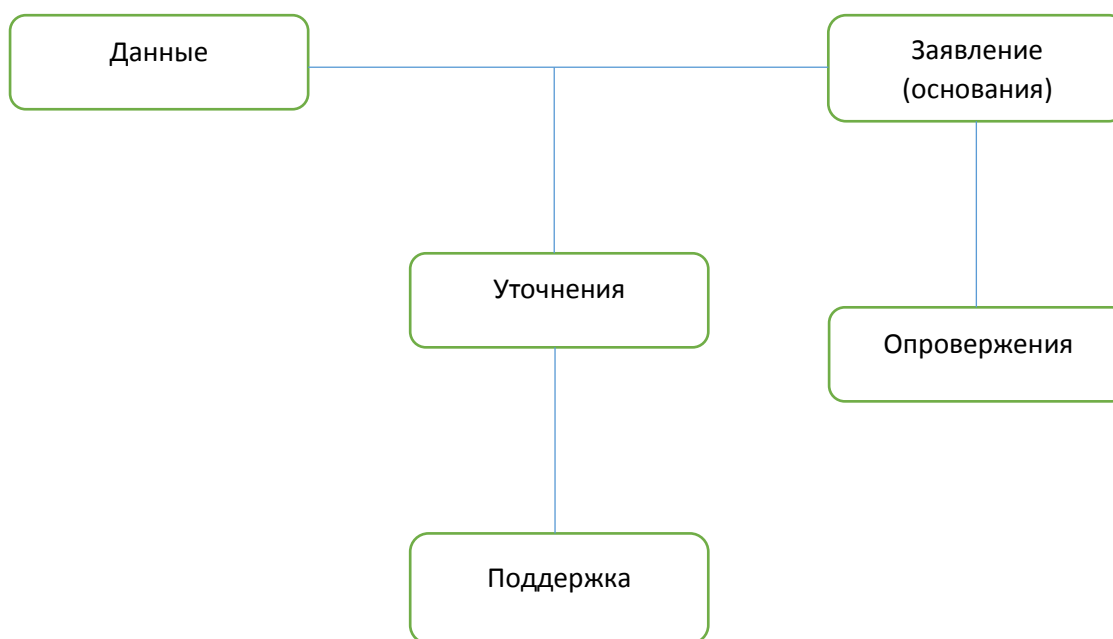 Данные
Заявление
(основания)
Уточнения
Опровержения
Поддержка